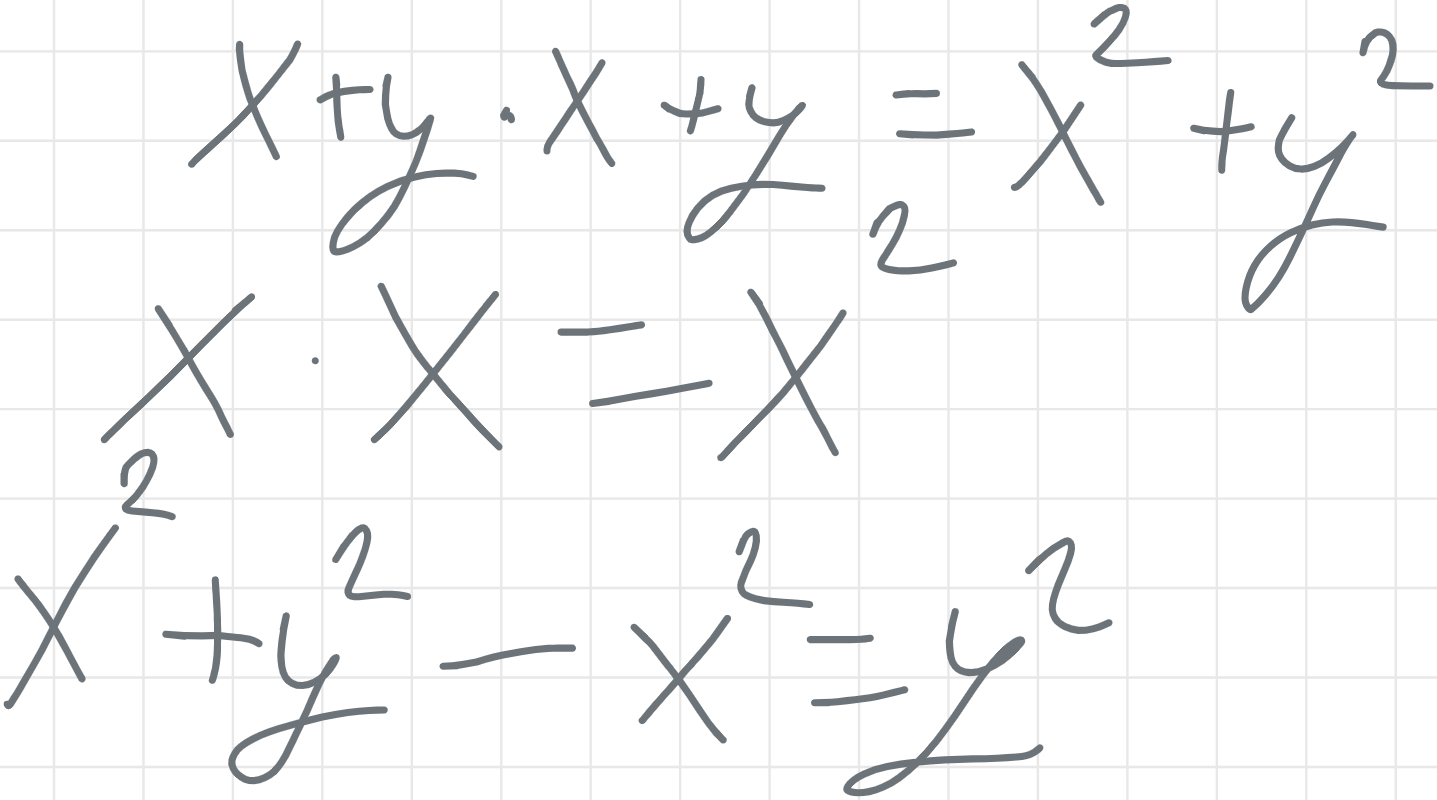 x + y · x + y = x² + y²
x · x = x²
x² + y² − x² = y²